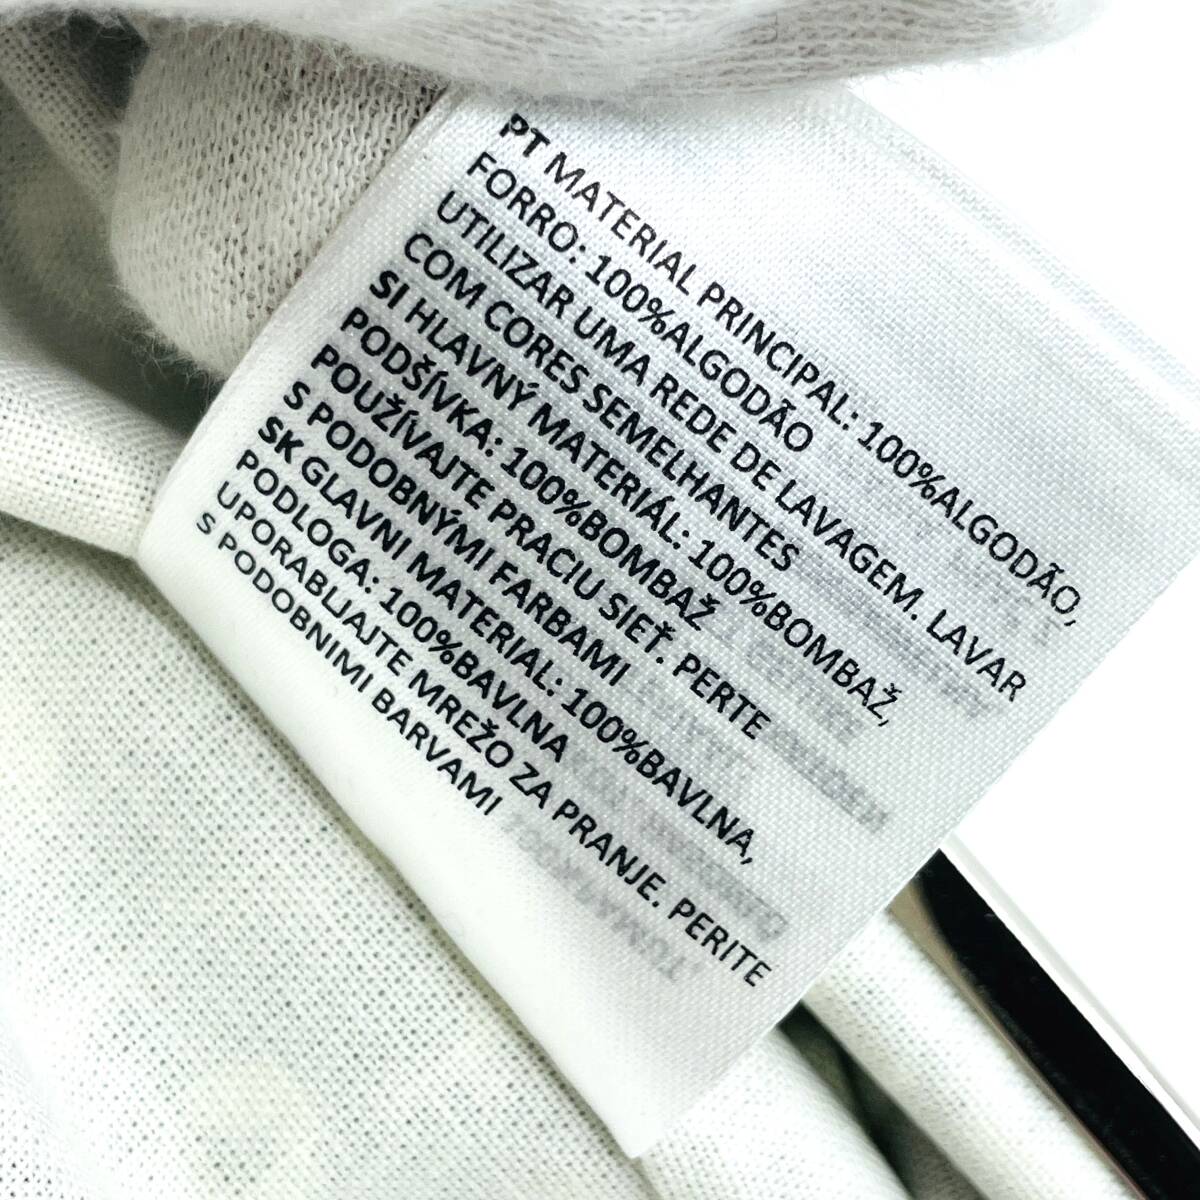 PT MATERIAL PRINCIPAL: 100%ALGODÃO,
FORRO: 100%ALGODÃO
UTILIZAR UMA REDE DE LAVAGEM. LAVAR
COM CORES SEMELHANTES
SI HLAVNÝ MATERIÁL: 100%BOMBAŽ,
PODŠÍVKA: 100%BOMBAŽ
POUŽÍVAJTE PRACIU SIEŤ. PERTE
S PODOBNÝMI FARBAMI
SK GLAVNI MATERIAL: 100%BAVLNA,
PODLOGA: 100%BAVLNA
UPORABLJAJTE MREŽO ZA PRANJE. PERITE
S PODOBNIMI BARVAMI